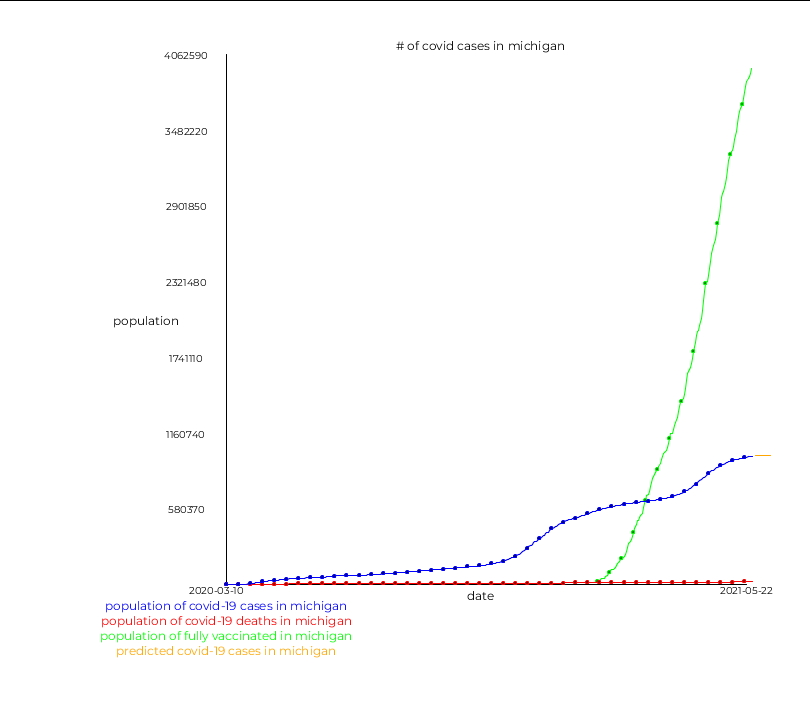 # of covid cases in michigan
4062590
3482220
2901850
2321480
population
1741110
1160740
580370
2020-03-10
2021-05-22
date
population of covid-19 cases in michigan
population of covid-19 deaths in michigan
population of fully vaccinated in michigan
predicted covid-19 cases in michigan